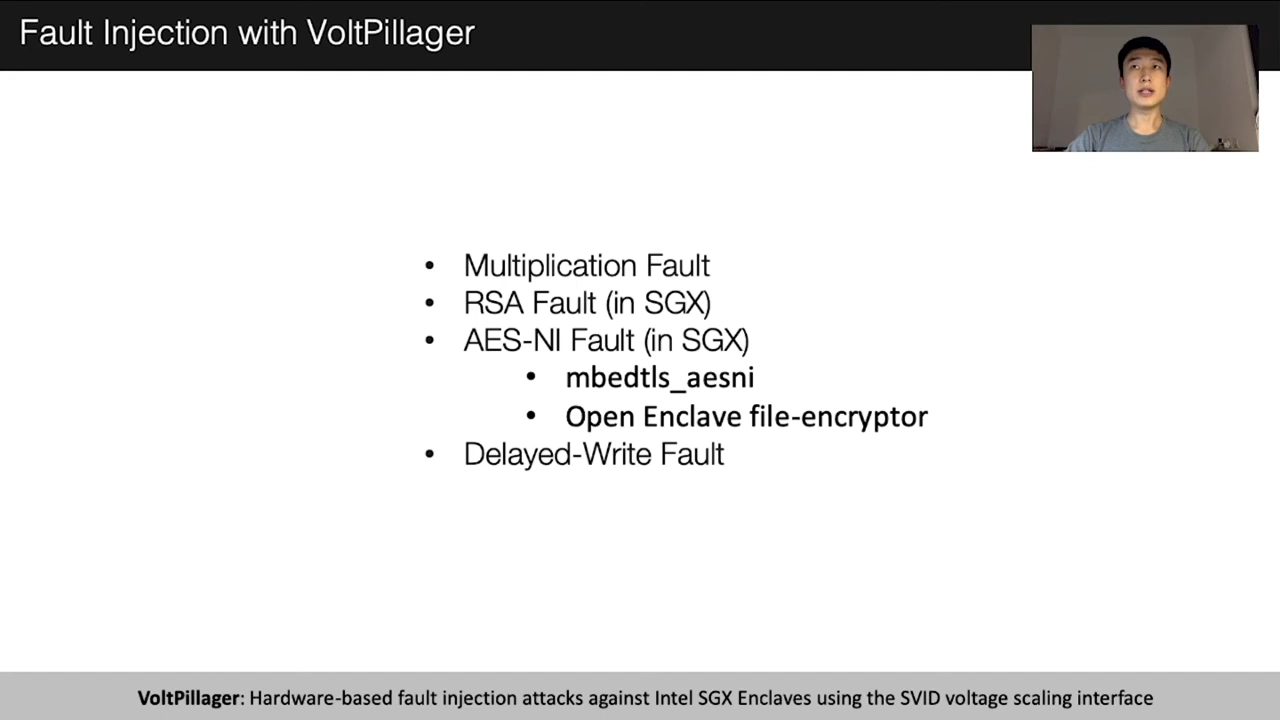 Fault Injection with VoltPillager
• Multiplication Fault
• RSA Fault (in SGX)
• AES-NI Fault (in SGX)
• mbedtls_aesni
• Open Enclave file-encryptor
• Delayed-Write Fault
VoltPillager: Hardware-based fault injection attacks against Intel SGX Enclaves using the SVID voltage scaling interface